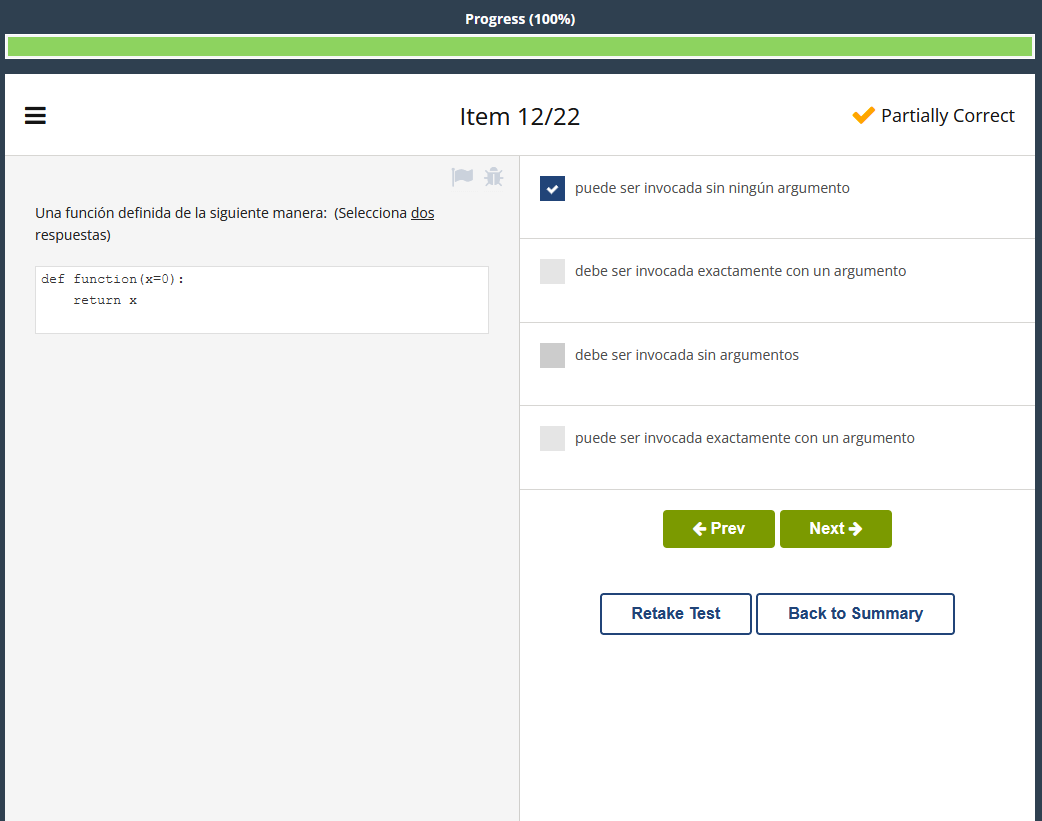 Progress (100%)
Item 12/22
Partially Correct
Una función definida de la siguiente manera:  (Selecciona dos
respuestas)
def function(x=0):
    return x
puede ser invocada sin ningún argumento
debe ser invocada exactamente con un argumento
debe ser invocada sin argumentos
puede ser invocada exactamente con un argumento
Prev
Next
Retake Test
Back to Summary